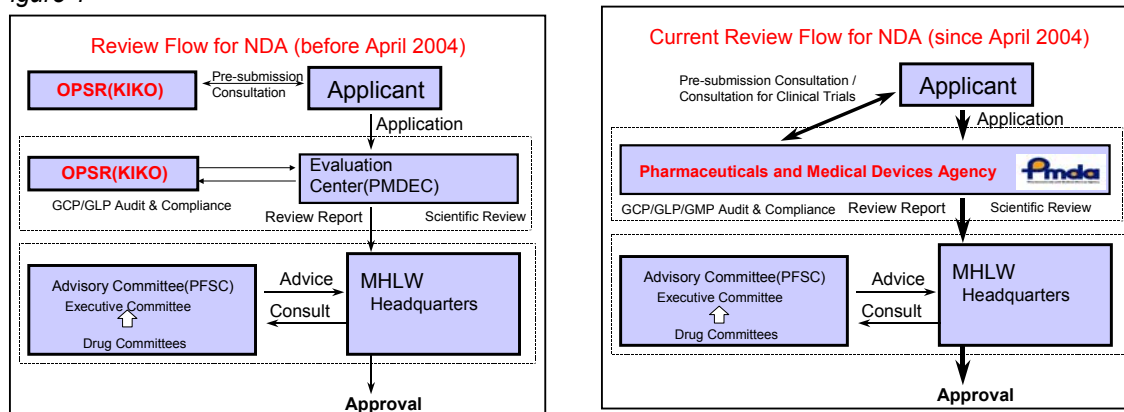 Review Flow for NDA (before April 2004)
OPSR(KIKO)
Pre-submission
Consultation
Applicant
Application
OPSR(KIKO)
Evaluation
Center(PMDEC)
GCP/GLP Audit & Compliance
Review Report
Scientific Review
Advisory Committee(PFSC)
Executive Committee
Drug Committees
Advice
Consult
MHLW
Headquarters
Approval
Current Review Flow for NDA (since April 2004)
Pre-submission Consultation /
Consultation for Clinical Trials
Applicant
Application
Pharmaceuticals and Medical Devices Agency
Pmda
GCP/GLP/GMP Audit & Compliance
Review Report
Scientific Review
Advisory Committee(PFSC)
Executive Committee
Drug Committees
Advice
Consult
MHLW
Headquarters
Approval